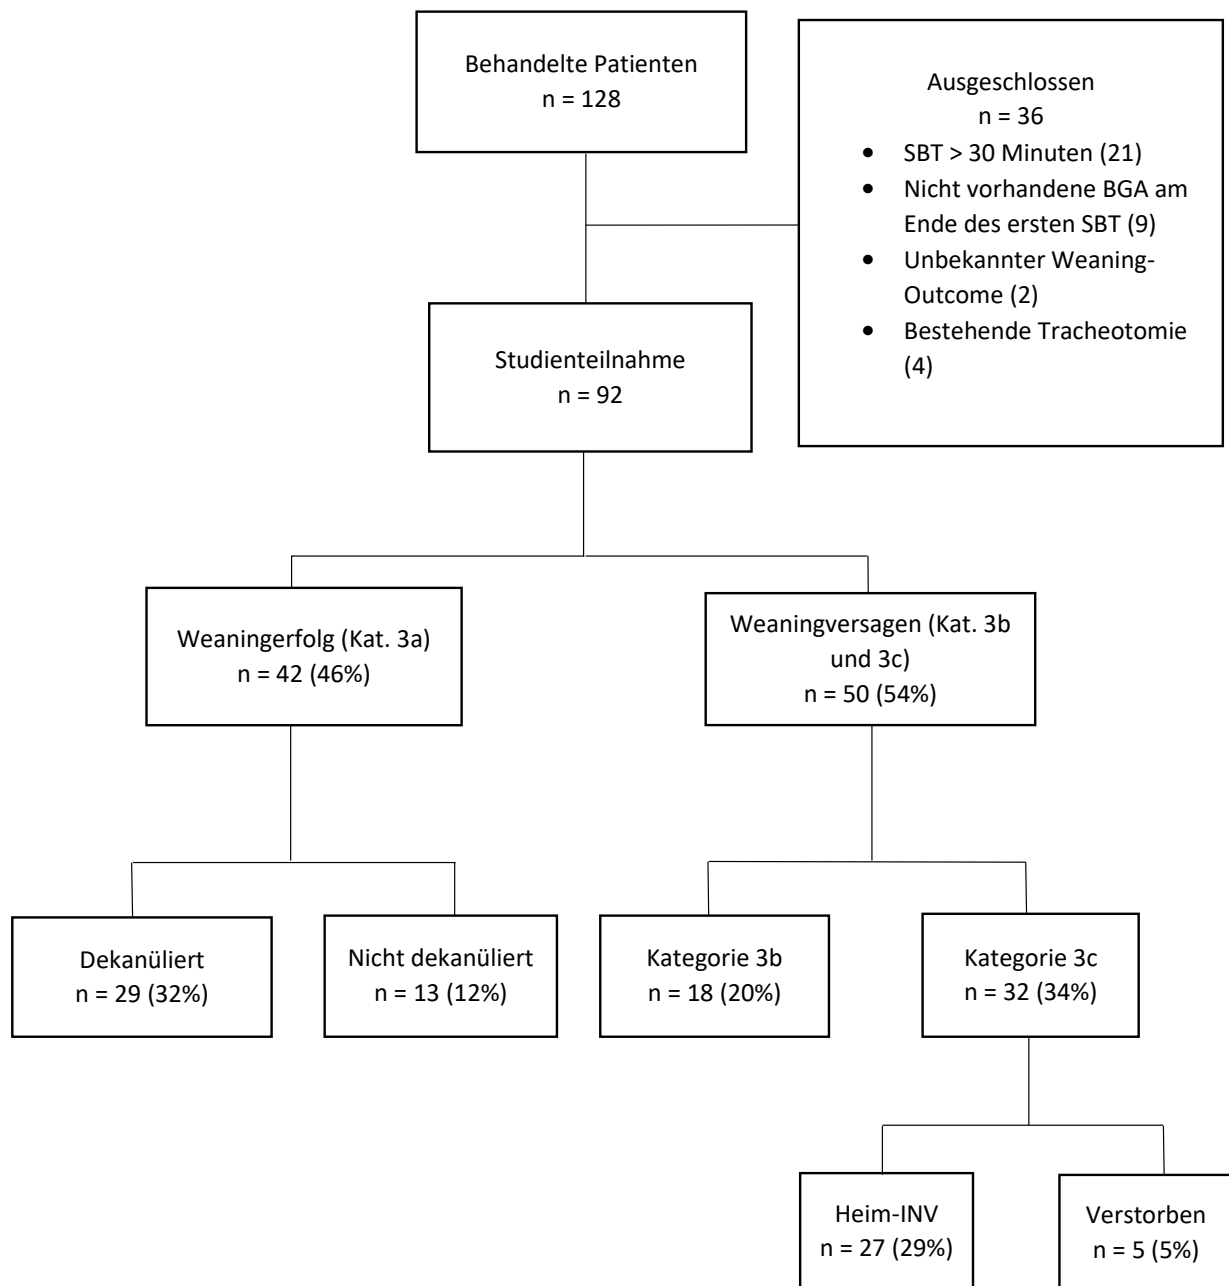 Behandelte Patienten
n = 128
Ausgeschlossen
n = 36
• SBT > 30 Minuten (21)
• Nicht vorhandene BGA am
Ende des ersten SBT (9)
• Unbekannter Weaning-
Outcome (2)
• Bestehende Tracheotomie
(4)
Studienteilnahme
n = 92
Weaningerfolg (Kat. 3a)
n = 42 (46%)
Weaningversagen (Kat. 3b
und 3c)
n = 50 (54%)
Dekanüliert
n = 29 (32%)
Nicht dekanüliert
n = 13 (12%)
Kategorie 3b
n = 18 (20%)
Kategorie 3c
n = 32 (34%)
Heim-INV
n = 27 (29%)
Verstorben
n = 5 (5%)